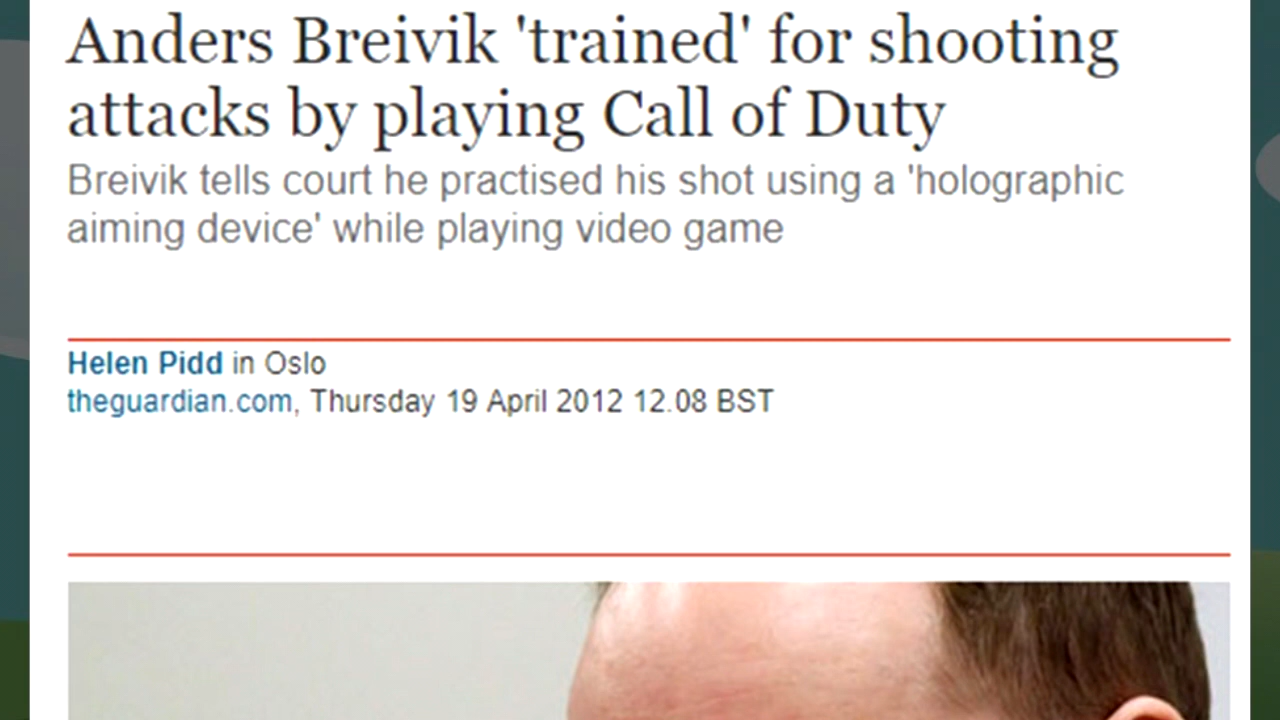 Anders Breivik 'trained' for shooting
attacks by playing Call of Duty
Breivik tells court he practised his shot using a 'holographic
aiming device' while playing video game
Helen Pidd in Oslo
theguardian.com, Thursday 19 April 2012 12.08 BST